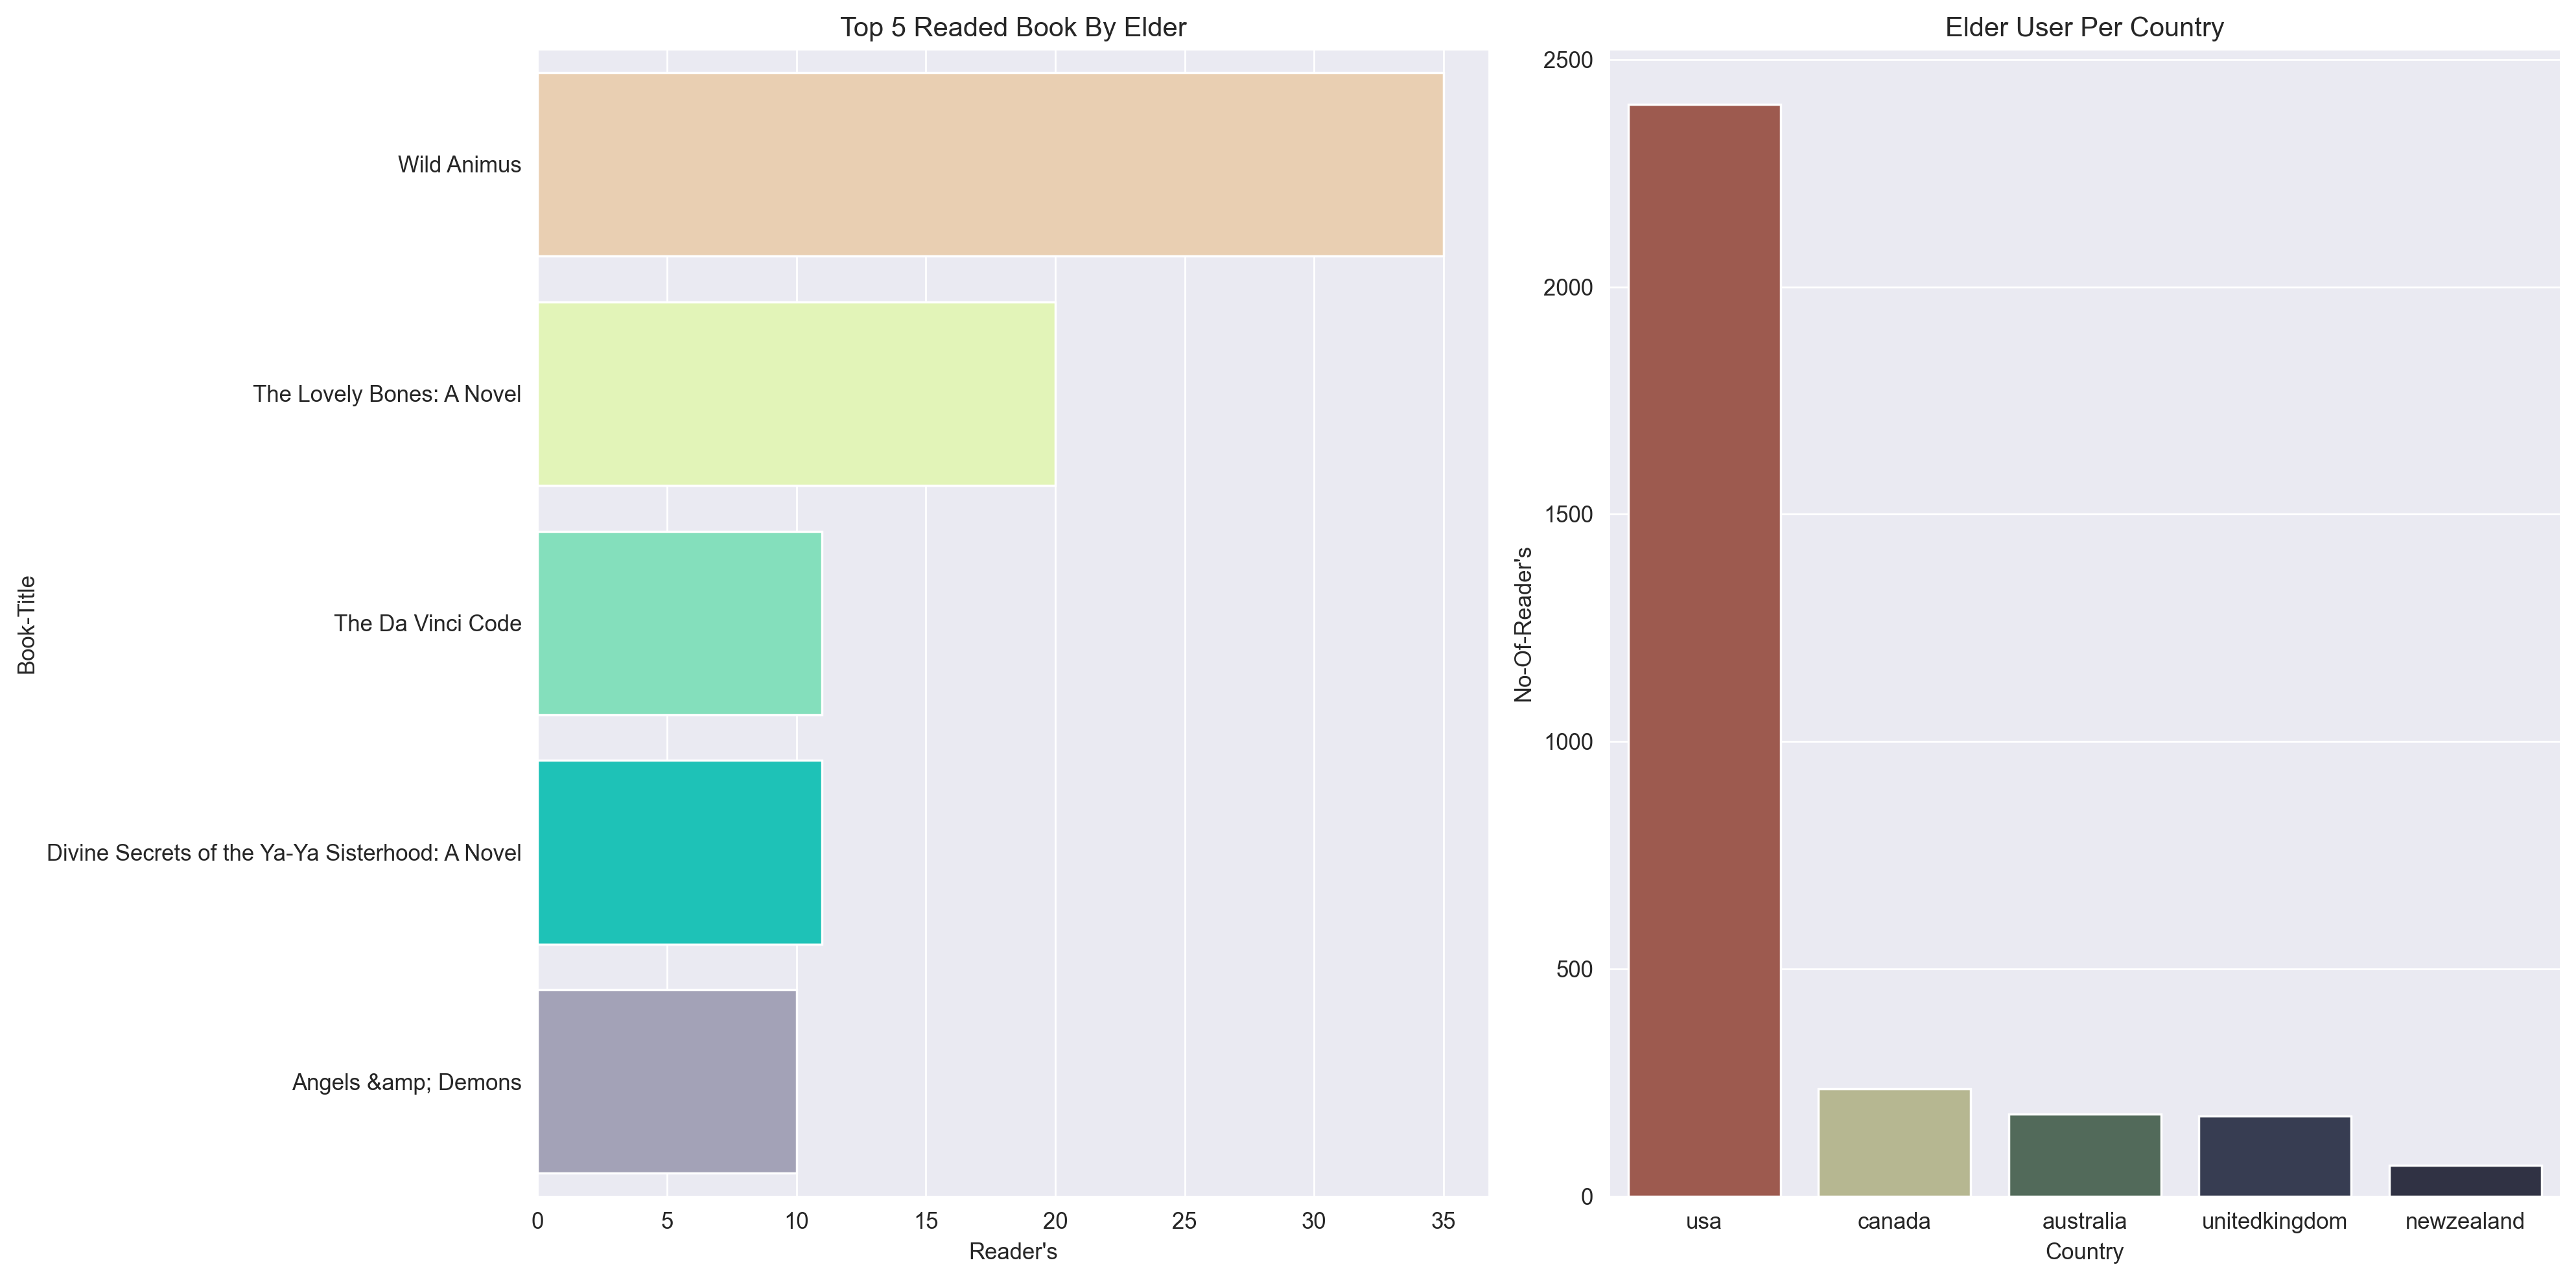 Top 5 Readed Book By Elder
Book-Title
Wild Animus
The Lovely Bones: A Novel
The Da Vinci Code
Divine Secrets of the Ya-Ya Sisterhood: A Novel
Angels &amp;amp; Demons
0 5 10 15 20 25 30 35
Reader's
Elder User Per Country
No-Of-Reader's
2500
2000
1500
1000
500
0
usa canada australia unitedkingdom newzealand
Country